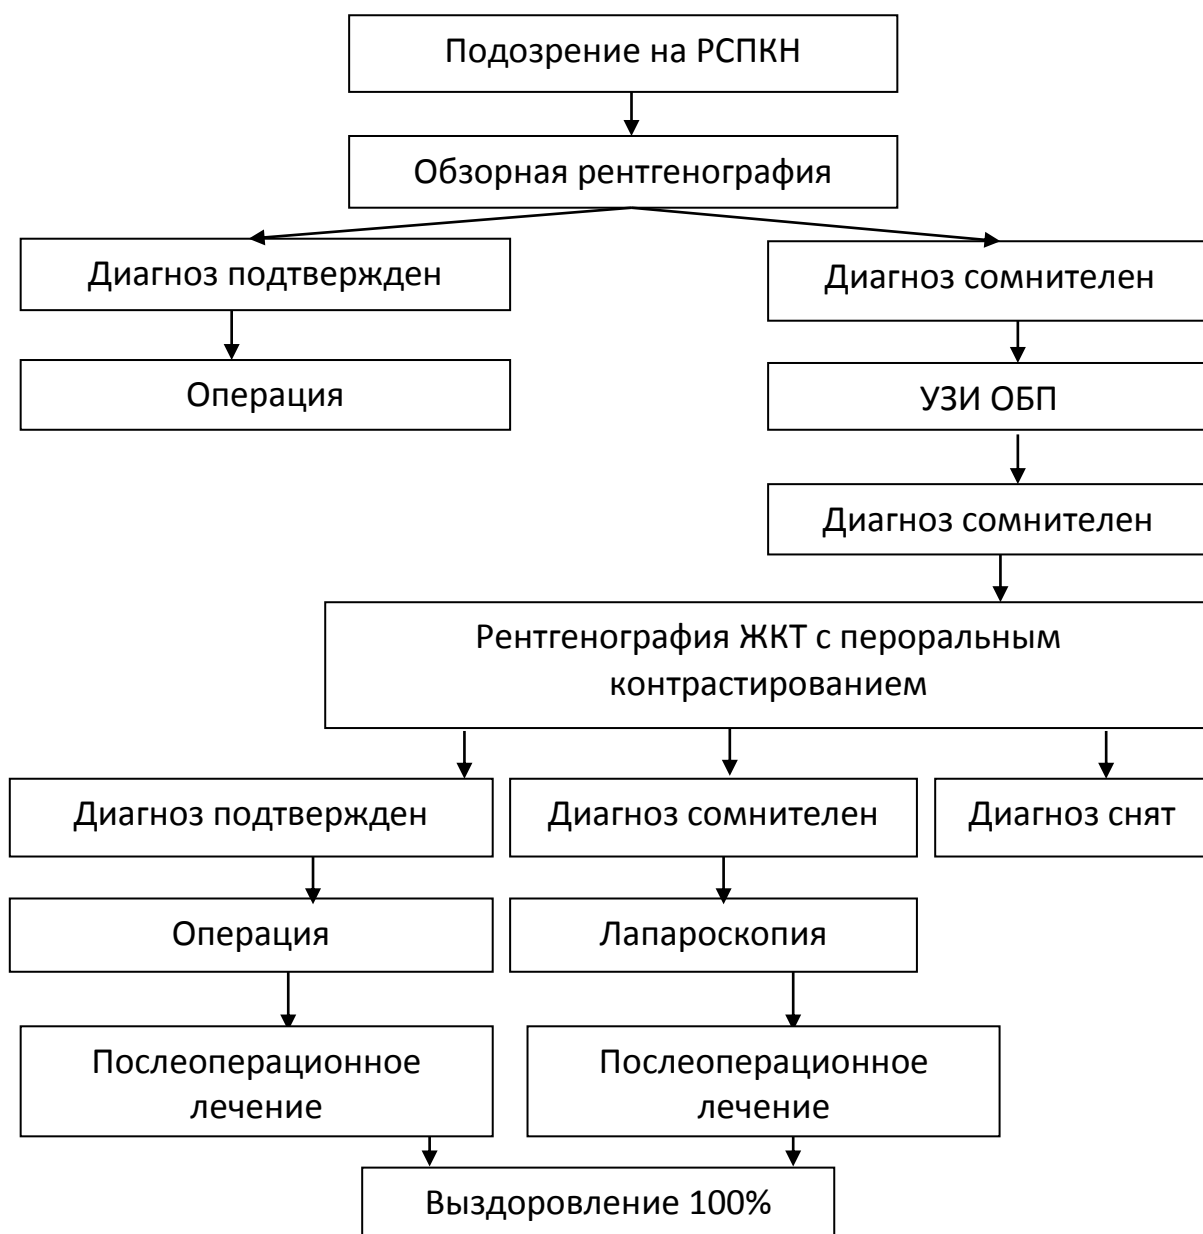 Подозрение на РСПКН
Обзорная рентгенография
Диагноз подтвержден
Диагноз сомнителен
Операция
УЗИ ОБП
Диагноз сомнителен
Рентгенография ЖКТ с пероральным
контрастированием
Диагноз подтвержден
Диагноз сомнителен
Диагноз снят
Операция
Лапароскопия
Послеоперационное
лечение
Послеоперационное
лечение
Выздоровление 100%